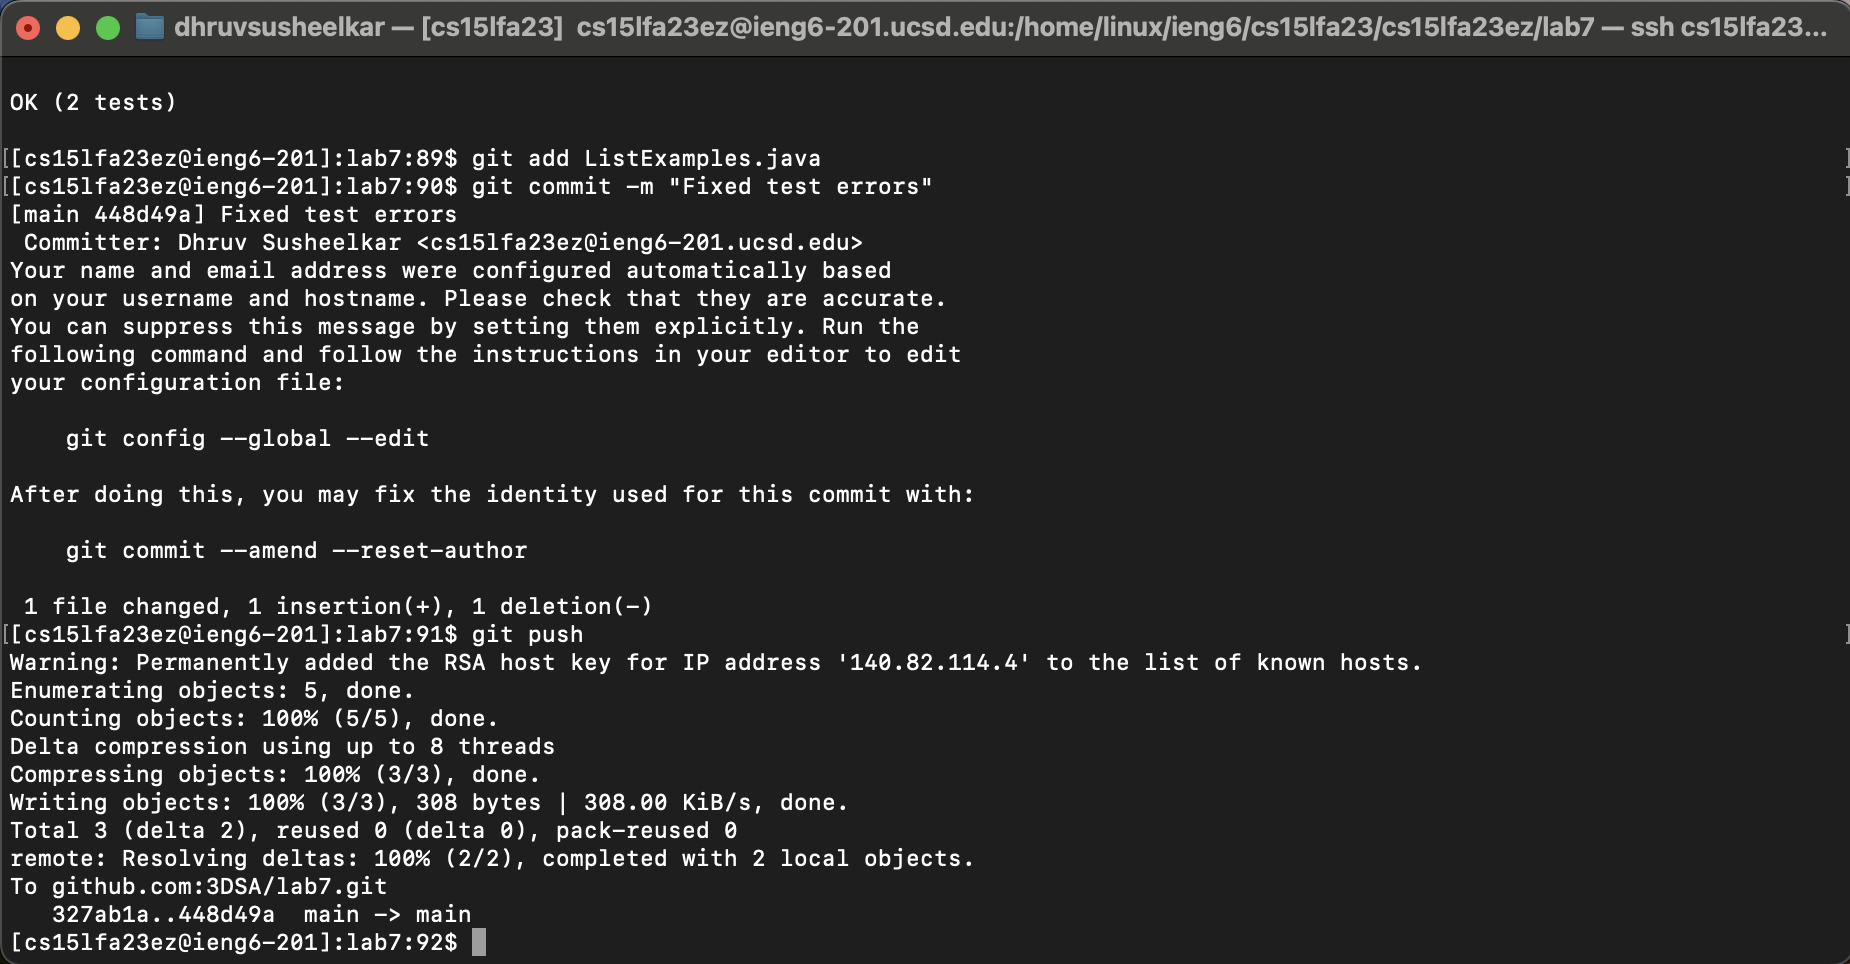 dhruvsusheelkar — [cs15lfa23] cs15lfa23ez@ieng6-201.ucsd.edu:/home/linux/ieng6/cs15lfa23/cs15lfa23ez/lab7 — ssh cs15lfa23...
OK (2 tests)
[[cs15lfa23ez@ieng6-201]:lab7:89$ git add ListExamples.java ]
[[cs15lfa23ez@ieng6-201]:lab7:90$ git commit -m "Fixed test errors" ]
[main 448d49a] Fixed test errors
 Committer: Dhruv Susheelkar <cs15lfa23ez@ieng6-201.ucsd.edu>
Your name and email address were configured automatically based
on your username and hostname. Please check that they are accurate.
You can suppress this message by setting them explicitly. Run the
following command and follow the instructions in your editor to edit
your configuration file:
    git config --global --edit
After doing this, you may fix the identity used for this commit with:
    git commit --amend --reset-author
 1 file changed, 1 insertion(+), 1 deletion(-)
[[cs15lfa23ez@ieng6-201]:lab7:91$ git push ]
Warning: Permanently added the RSA host key for IP address '140.82.114.4' to the list of known hosts.
Enumerating objects: 5, done.
Counting objects: 100% (5/5), done.
Delta compression using up to 8 threads
Compressing objects: 100% (3/3), done.
Writing objects: 100% (3/3), 308 bytes | 308.00 KiB/s, done.
Total 3 (delta 2), reused 0 (delta 0), pack-reused 0
remote: Resolving deltas: 100% (2/2), completed with 2 local objects.
To github.com:3DSA/lab7.git
   327ab1a..448d49a  main -> main
[cs15lfa23ez@ieng6-201]:lab7:92$